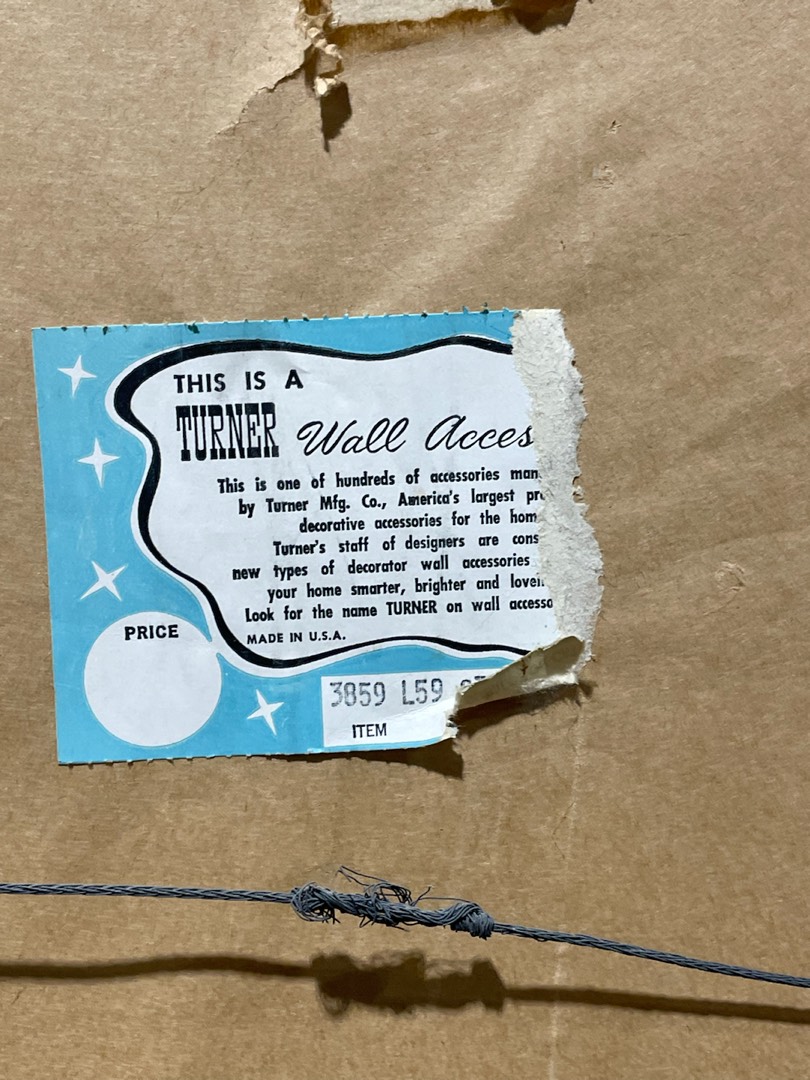 THIS IS A
TURNER Wall Acces
This is one of hundreds of accessories man
by Turner Mfg. Co., America's largest pr
decorative accessories for the hom
Turner's staff of designers are cons
new types of decorator wall accessories
your home smarter, brighter and lovel
Look for the name TURNER on wall accesso
MADE IN U.S.A.
PRICE
3859 L59
ITEM